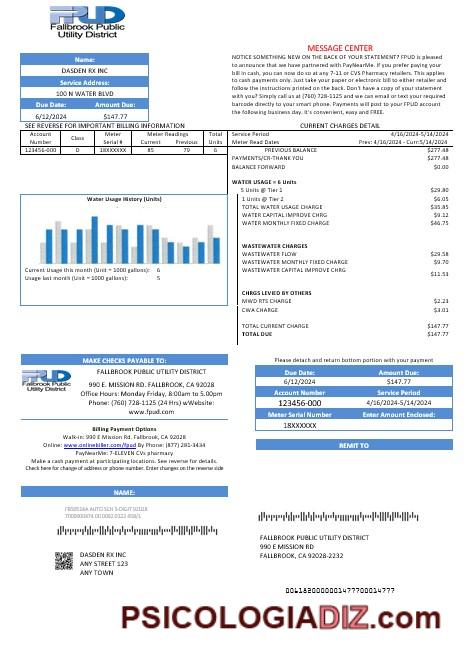 FPUD
Fallbrook Public
Utility District
Name:
DASDEN RX INC
Service Address:
100 N WATER BLVD
Due Date: Amount Due:
6/12/2024 $147.77
MESSAGE CENTER
NOTICE SOMETHING NEW ON THE BACK OF YOUR STATEMENT? FPUD is
pleased to announce that we have partnered with PayNearMe. If you prefer paying your
bill in cash, you can now do so at any 7-11 or CVS Pharmacy retailers. This applies
to cash payments only. Just take your paper or electronic bill to either retailer and
follow the instructions printed on the back. Don't have a copy of your statement
with you? Simply call us at (760) 728-1125 and we can email or text your required
barcode directly to your smart phone. Payments will post to your FPUD account
the following business day. It's convenient, easy and FREE.
SEE REVERSE FOR IMPORTANT BILLING INFORMATION
Account Number Class Meter Serial # Meter Readings Current Previous Total Units
123456-000 D 18XXXXXX 85 79 6
CURRENT CHARGES DETAIL
Service Period 4/16/2024-5/14/2024
Meter Read Dates Prev: 4/16/2024 - Curr:5/14/2024
PREVIOUS BALANCE $277.48
PAYMENTS/CR-THANK YOU $277.48
BALANCE FORWARD $0.00
WATER USAGE = 6 Units
5 Units @ Tier 1 $29.80
1 Units @ Tier 2 $6.05
TOTAL WATER USAGE CHARGE $35.85
WATER CAPITAL IMPROVE CHRG $9.12
WATER MONTHLY FIXED CHARGE $46.75
WASTEWATER CHARGES
WASTEWATER FLOW $29.58
WASTEWATER MONTHLY FIXED CHARGE $9.70
WASTEWATER CAPITAL IMPROVE CHRG $11.53
CHRGS LEVIED BY OTHERS
MWD RTS CHARGE $2.23
CWA CHARGE $3.01
TOTAL CURRENT CHARGE $147.77
TOTAL DUE $147.77
Water Usage History (Units)
Current Usage this month (Unit = 1000 gallons): 6
Usage last month (Unit = 1000 gallons): 5
MAKE CHECKS PAYABLE TO:
FPUD
Fallbrook Public
Utility District
FALLBROOK PUBLIC UTILITY DISTRICT
990 E. MISSION RD. FALLBROOK, CA 92028
Office Hours: Monday Friday, 8:00am to 5.00pm
Phone: (760) 728-1125 (24 Hrs) wWebsite:
www.fpud.com
Billing Payment Options
Walk-in: 990 E Mission Rd. Fallbrook, CA 92028
Online: www.onlinebiller.com/fpud By Phone: (877) 281-3434
PayNearMe: 7-ELEVEN CVs pharmacy
Make a cash payment at participating locations. See reverse for details.
Check here for change of address or phone number. Enter changes on the reverse side
Please detach and return bottom portion with your payment
Due Date: Amount Due:
6/12/2024 $147.77
Account Number Service Period
123456-000 4/16/2024-5/14/2024
Meter Serial Number Enter Amount Enclosed:
18XXXXXX
REMIT TO
NAME:
DASDEN RX INC
ANY STREET 123
ANY TOWN
FALLBROOK PUBLIC UTILITY DISTRICT
990 E MISSION RD
FALLBROOK, CA 92028-2232
PSICOLOGIADIZ.com